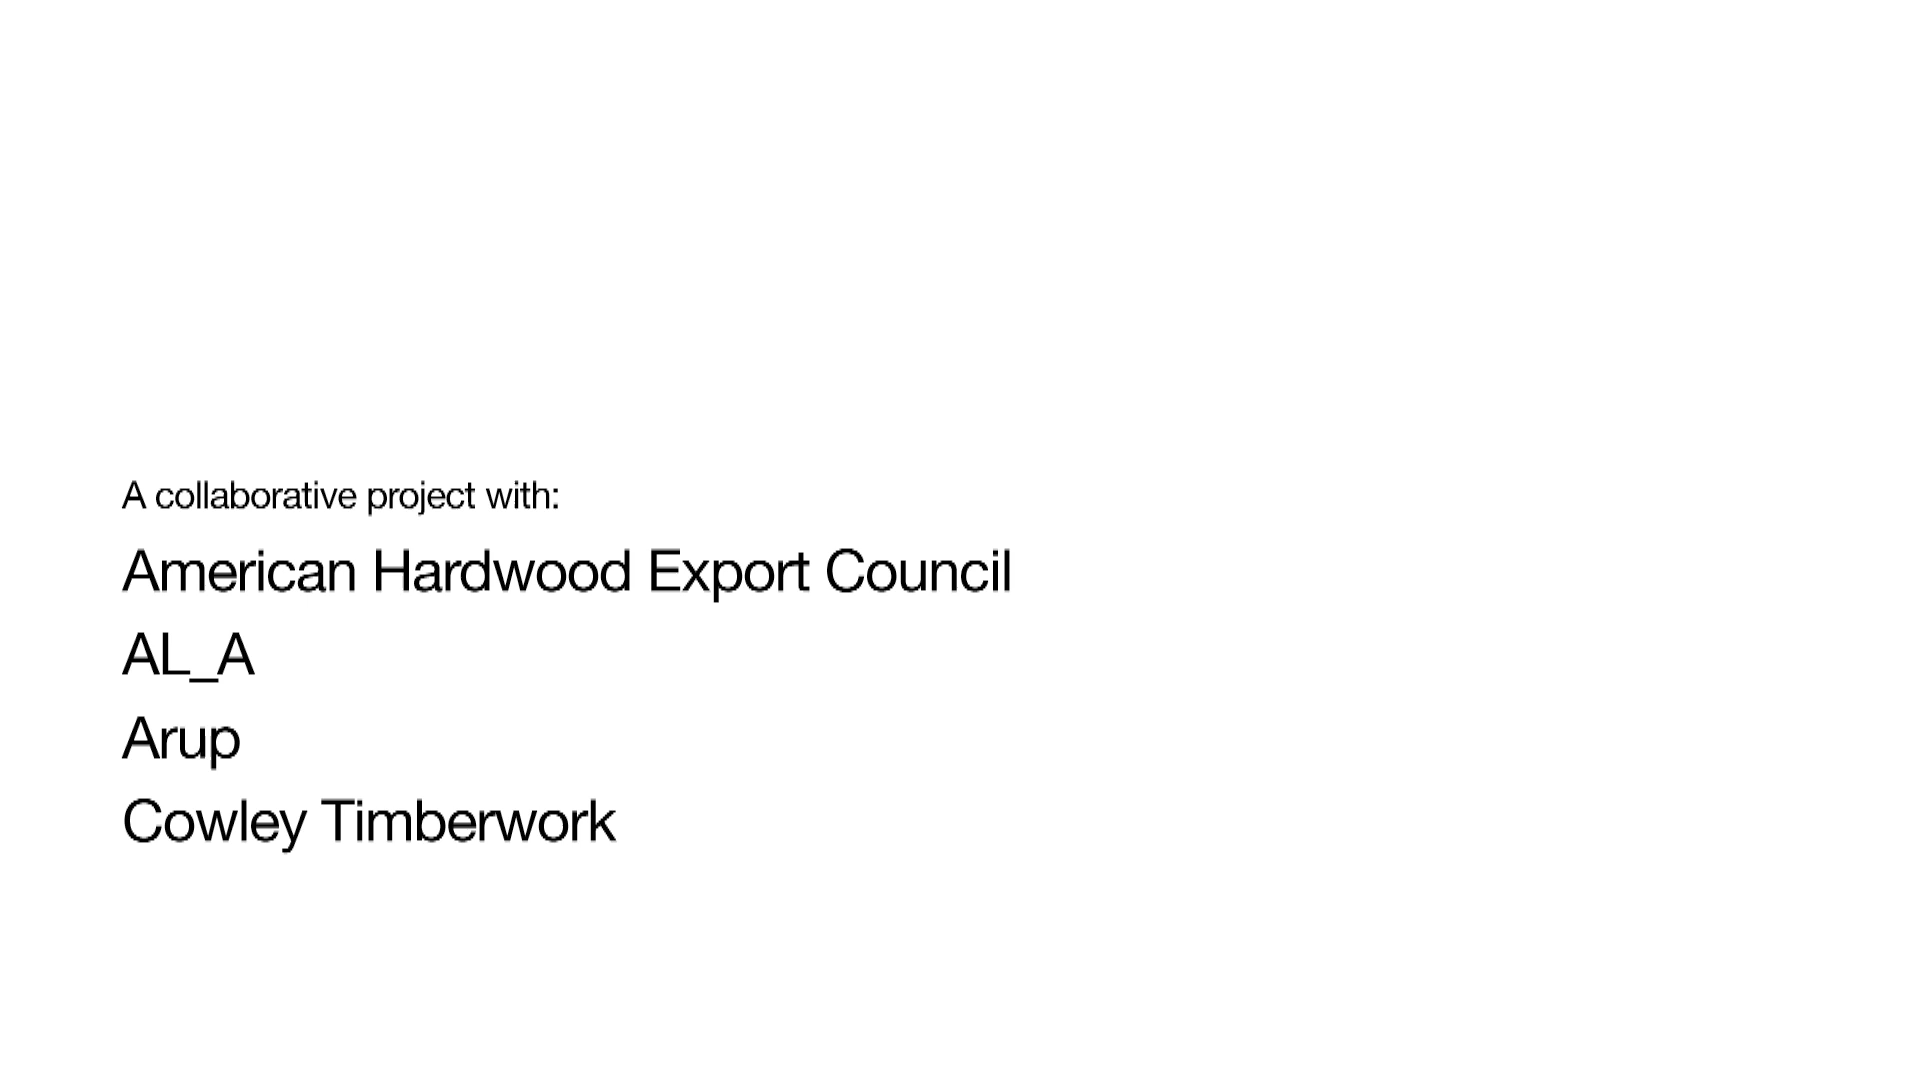 A collaborative project with:
American Hardwood Export Council
AL_A
Arup
Cowley Timberwork